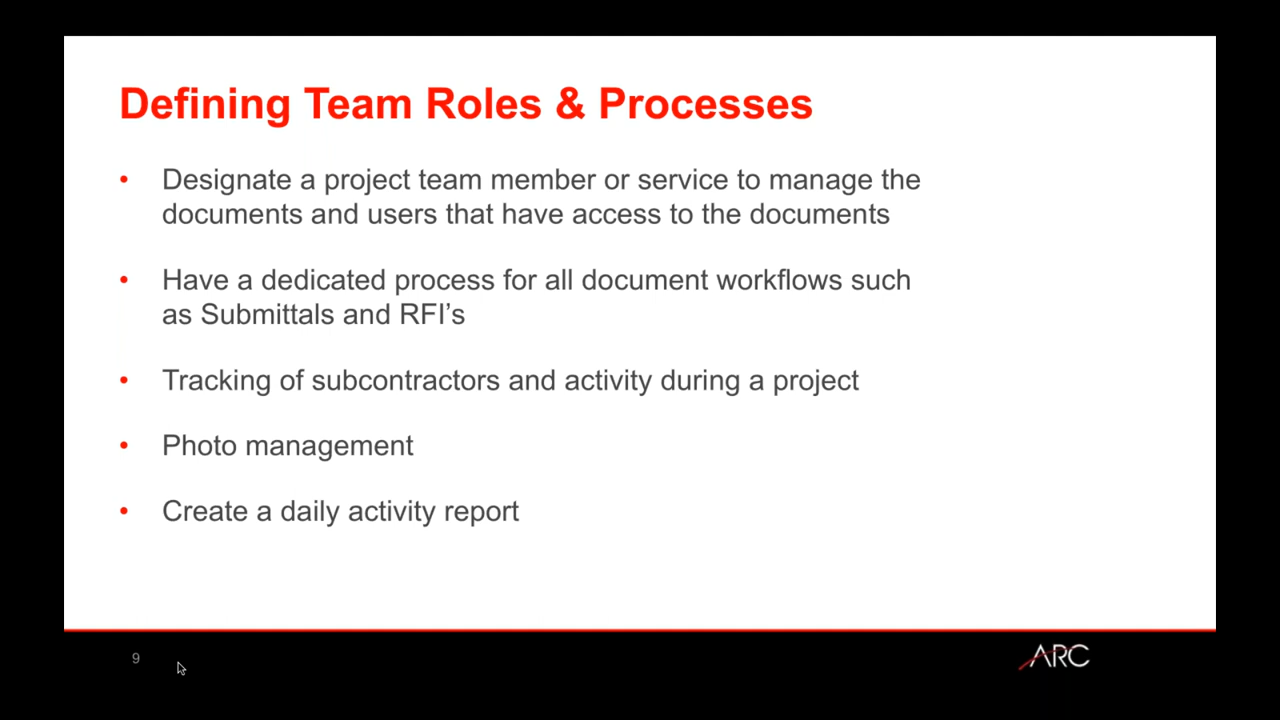 Defining Team Roles & Processes
• Designate a project team member or service to manage the
documents and users that have access to the documents
• Have a dedicated process for all document workflows such
as Submittals and RFI’s
• Tracking of subcontractors and activity during a project
• Photo management
• Create a daily activity report
9
ARC